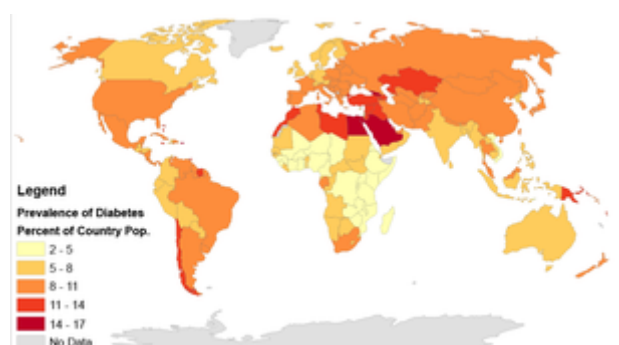 Legend
Prevalence of Diabetes
Percent of Country Pop.
2 - 5
5 - 8
8 - 11
11 - 14
14 - 17
No Data